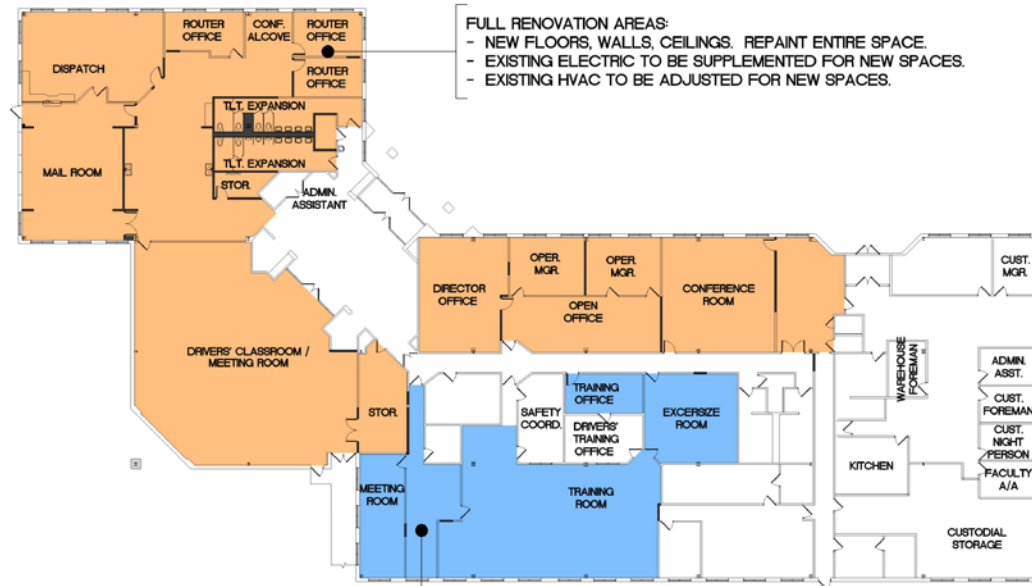 FULL RENOVATION AREAS:
- NEW FLOORS, WALLS, CEILINGS. REPAINT ENTIRE SPACE.
- EXISTING ELECTRIC TO BE SUPPLEMENTED FOR NEW SPACES.
- EXISTING HVAC TO BE ADJUSTED FOR NEW SPACES.
ROUTER
OFFICE
CONF.
ALCOVE
ROUTER
OFFICE
DISPATCH
ROUTER
OFFICE
TLT. EXPANSION
TLT. EXPANSION
MAIL ROOM
STOR.
ADMIN.
ASSISTANT
DIRECTOR
OFFICE
OPER.
MGR.
OPER.
MGR.
OPEN
OFFICE
CONFERENCE
ROOM
CUST.
MGR.
DRIVERS' CLASSROOM /
MEETING ROOM
STOR.
TRAINING
OFFICE
SAFETY
COORD.
DRIVERS'
TRAINING
OFFICE
EXCERSIZE
ROOM
WAREHOUSE
FOREMAN
ADMIN.
ASST.
CUST.
FOREMAN
CUST.
NIGHT
PERSON
FACULTY
A/A
KITCHEN
MEETING
ROOM
TRAINING
ROOM
CUSTODIAL
STORAGE